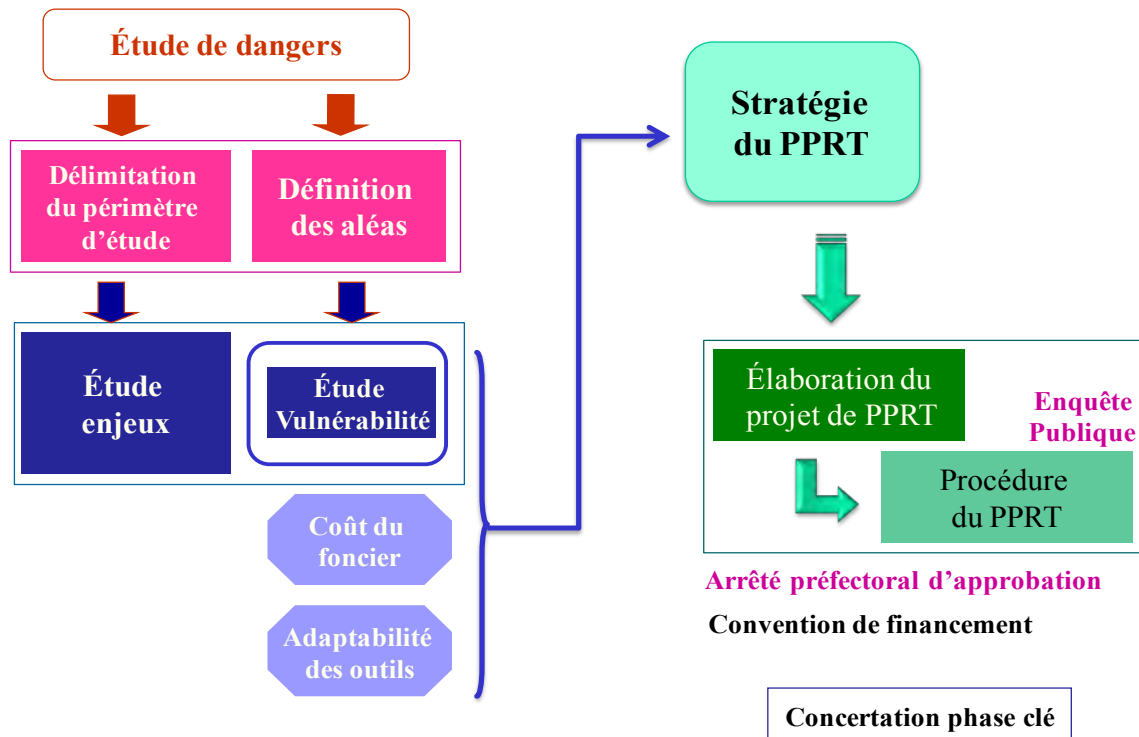 Étude de dangers
Délimitation
du périmètre
d’étude
Définition
des aléas
Étude
enjeux
Étude
Vulnérabilité
Coût du
foncier
Adaptabilité
des outils
Stratégie
du PPRT
Élaboration du
projet de PPRT
Enquête
Publique
Procédure
du PPRT
Arrêté préfectoral d’approbation
Convention de financement
Concertation phase clé